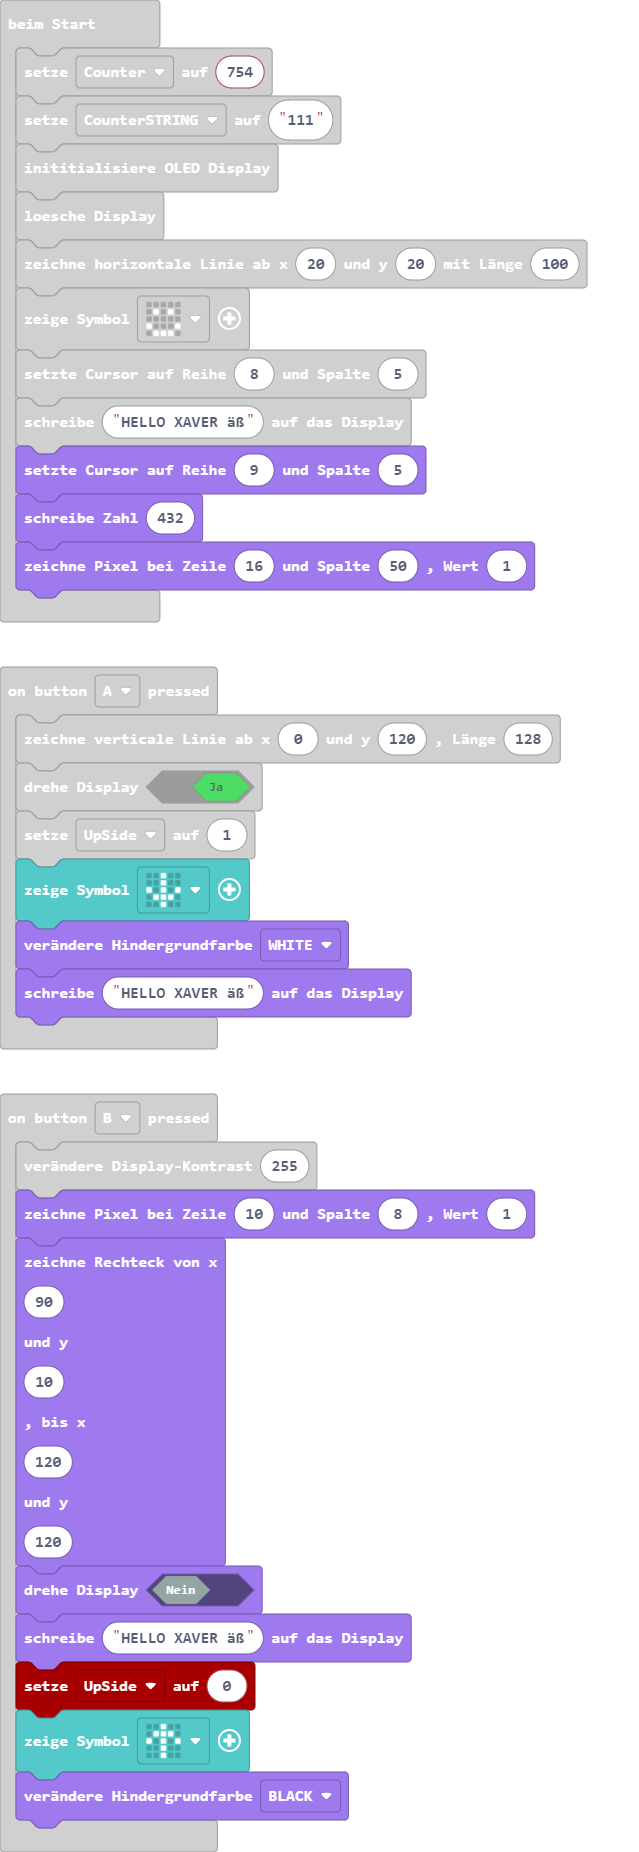 beim Start
setze Counter auf 754
setze CounterSTRING auf "111"
inititialisiere OLED Display
loesche Display
zeichne horizontale Linie ab x 20 und y 20 mit Länge 100
zeige Symbol
setzte Cursor auf Reihe 8 und Spalte 5
schreibe "HELLO XAVER äß" auf das Display
setzte Cursor auf Reihe 9 und Spalte 5
schreibe Zahl 432
zeichne Pixel bei Zeile 16 und Spalte 50 , Wert 1
on button A pressed
zeichne verticale Linie ab x 0 und y 120 , Länge 128
drehe Display Ja
setze UpSide auf 1
zeige Symbol
verändere Hindergrundfarbe WHITE
schreibe "HELLO XAVER äß" auf das Display
on button B pressed
verändere Display-Kontrast 255
zeichne Pixel bei Zeile 10 und Spalte 8 , Wert 1
zeichne Rechteck von x
90
und y
10
, bis x
120
und y
120
drehe Display Nein
schreibe "HELLO XAVER äß" auf das Display
setze UpSide auf 0
zeige Symbol
verändere Hindergrundfarbe BLACK